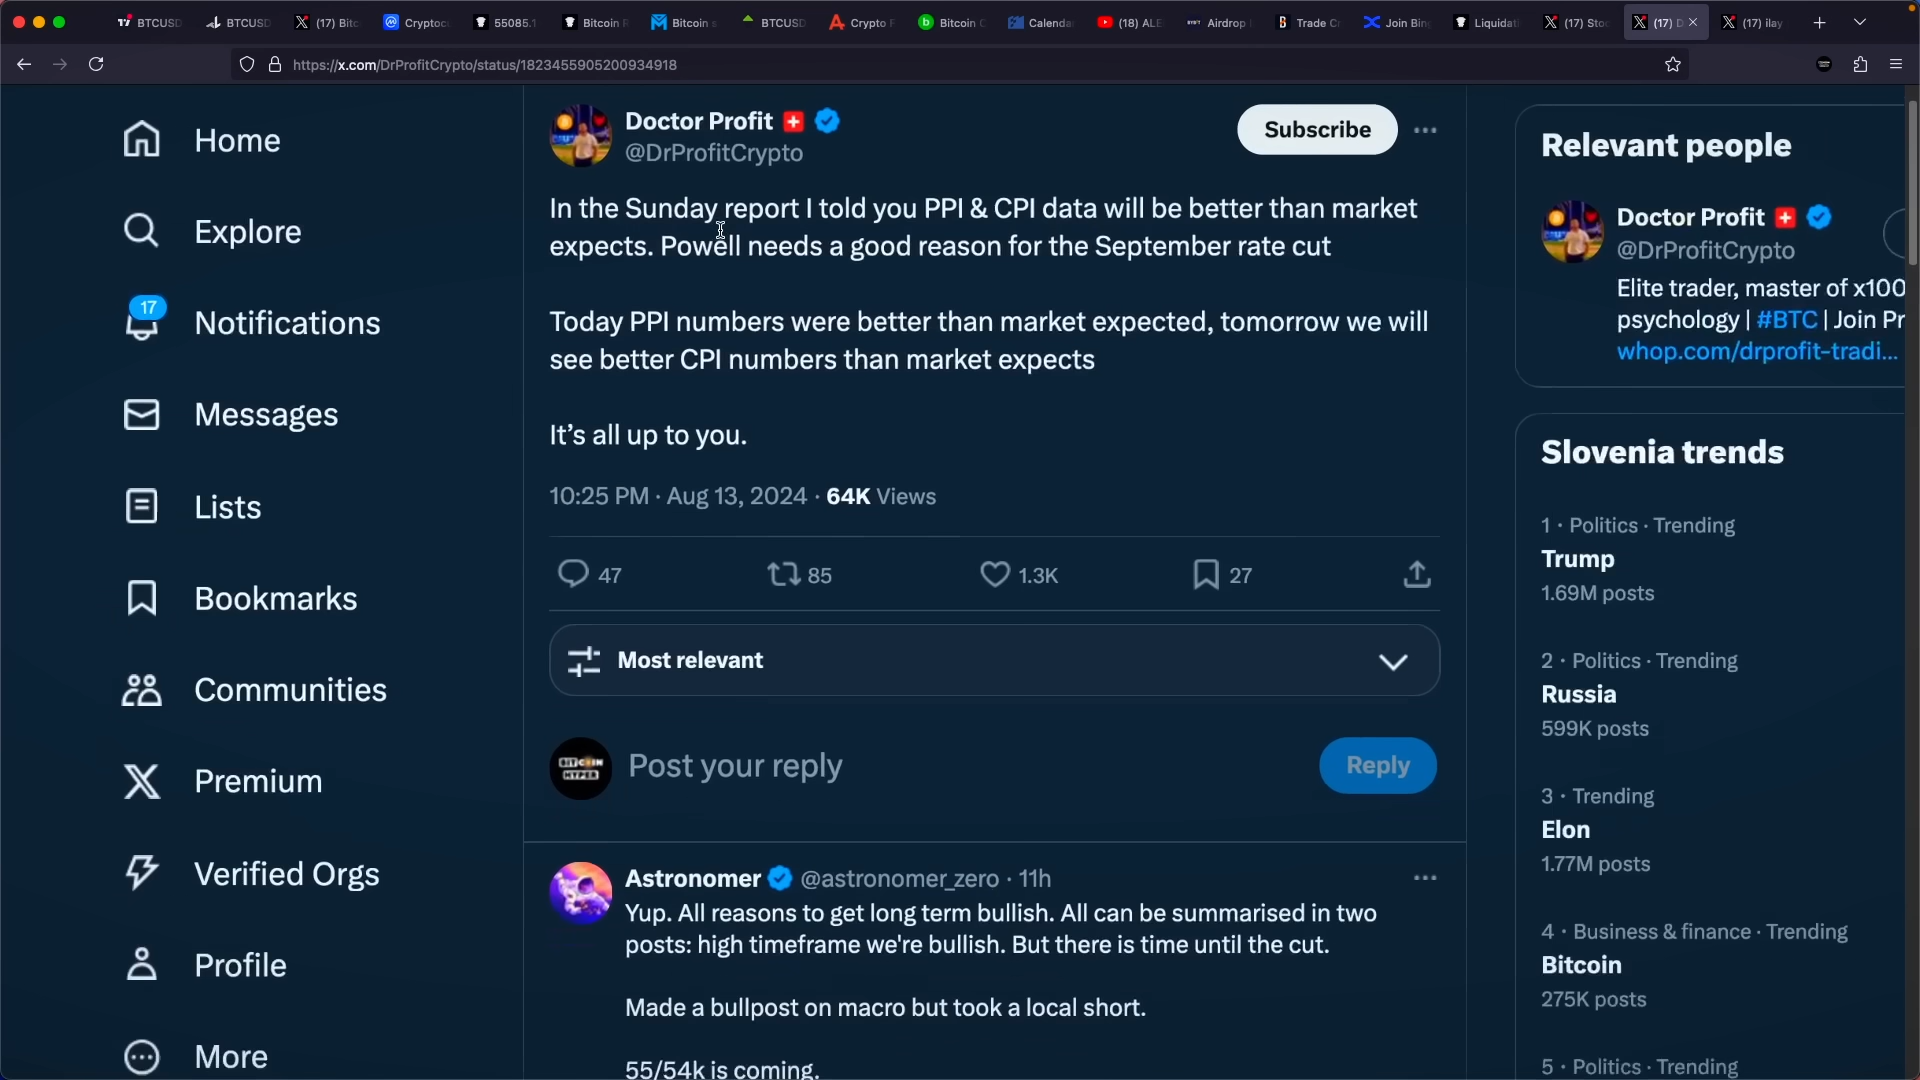 BTCUSD
BTCUSD
(17) Bitc
Cryptoc
55085.1
Bitcoin
Bitcoin
BTCUSD
Crypto
Bitcoin
Calenda
(18) ALE
Airdrop
Trade C
Join Bin
Liquidat
(17) Sto
(17) D
(17) ilay
https://x.com/DrProfitCrypto/status/1823455905200934918
Home
Explore
17
Notifications
Messages
Lists
Bookmarks
Communities
Premium
Verified Orgs
Profile
More
Doctor Profit
@DrProfitCrypto
Subscribe
In the Sunday report I told you PPI & CPI data will be better than market
expects. Powell needs a good reason for the September rate cut
Today PPI numbers were better than market expected, tomorrow we will
see better CPI numbers than market expects
It’s all up to you.
10:25 PM · Aug 13, 2024 · 64K Views
47
85
1.3K
27
Most relevant
BITCOIN
HYPER
Post your reply
Reply
Astronomer @astronomer_zero · 11h
Yup. All reasons to get long term bullish. All can be summarised in two
posts: high timeframe we're bullish. But there is time until the cut.
Made a bullpost on macro but took a local short.
55/54k is coming.
Relevant people
Doctor Profit
@DrProfitCrypto
Elite trader, master of x100
psychology | #BTC | Join Pr
whop.com/drprofit-tradi...
Slovenia trends
1 · Politics · Trending
Trump
1.69M posts
2 · Politics · Trending
Russia
599K posts
3 · Trending
Elon
1.77M posts
4 · Business & finance · Trending
Bitcoin
275K posts
5 · Politics · Trending